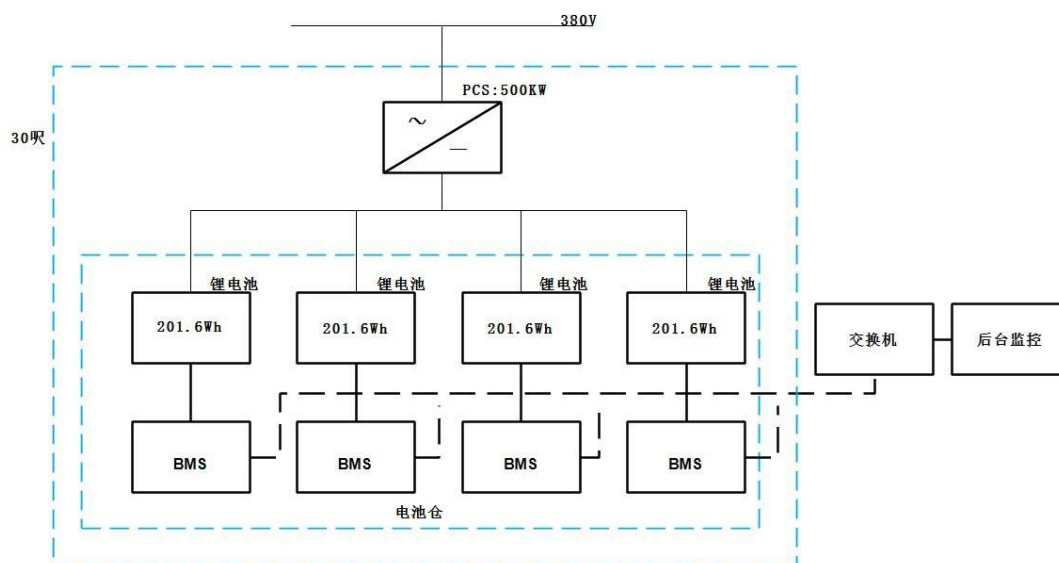 380V
PCS:500KW
30呎
锂电池 锂电池 锂电池 锂电池
201.6Wh 201.6Wh 201.6Wh 201.6Wh
交换机 后台监控
BMS BMS BMS BMS
电池仓